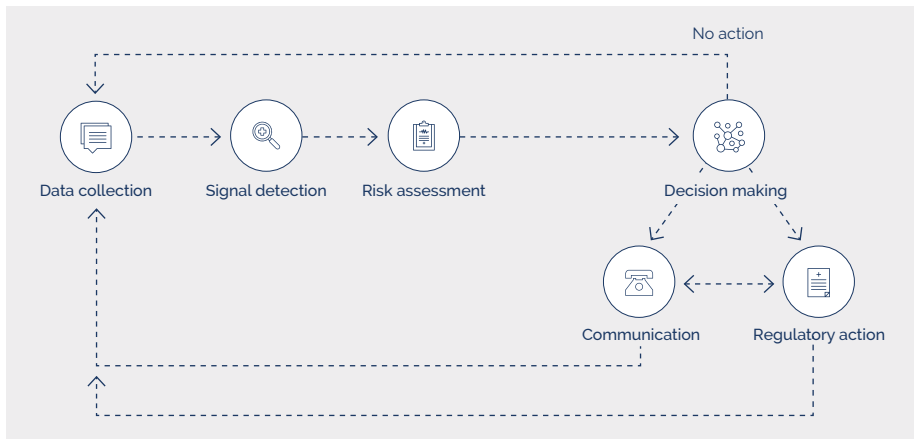 No action
Data collection
Signal detection
Risk assessment
Decision making
Communication
Regulatory action